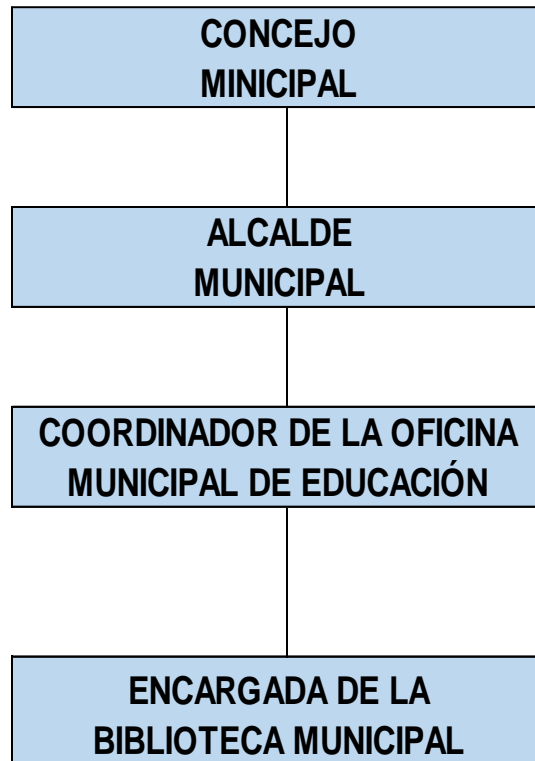 CONCEJO
MINICIPAL
ALCALDE
MUNICIPAL
COORDINADOR DE LA OFICINA
MUNICIPAL DE EDUCACIÓN
ENCARGADA DE LA
BIBLIOTECA MUNICIPAL